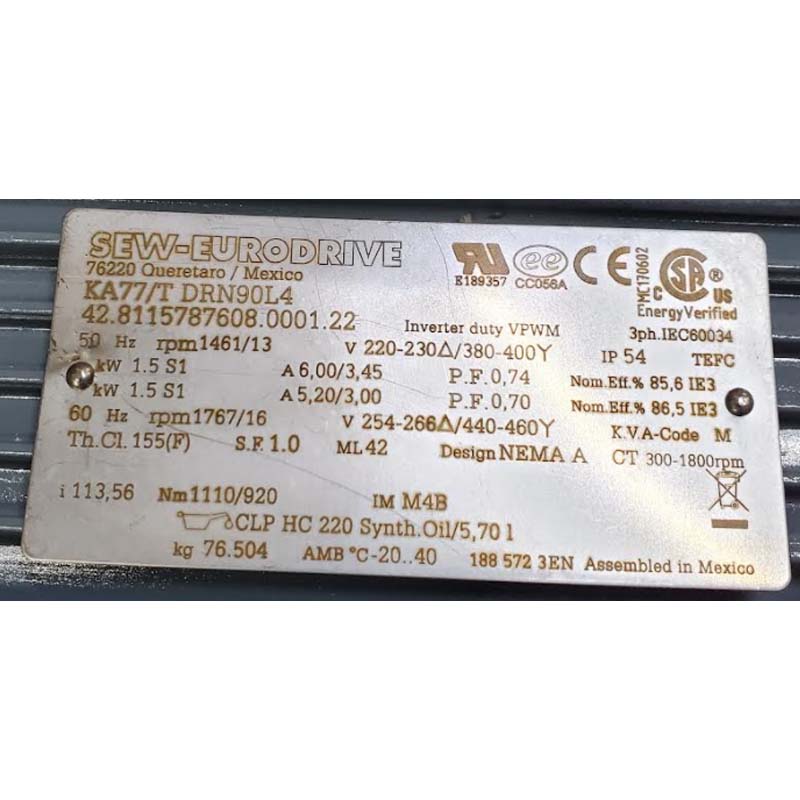 SEW-EURODRIVE
76220 Queretaro / Mexico
KA77/T DRN90L4
42.8115787608.0001.22
Inverter duty VPWM
E189357
CC056A
MC170602
C US
Energy Verified
3ph.IEC60034
50 Hz rpm1461/13 V 220-230Δ/380-400Y IP 54 TEFC
kW 1.5 S1 A 6,00/3,45 P.F.0,74 Nom.Eff.% 85,6 IE3
kW 1.5 S1 A 5,20/3,00 P.F.0,70 Nom.Eff.% 86,5 IE3
60 Hz rpm1767/16 V 254-266Δ/440-460Y K.V.A-Code M
Th.Cl. 155(F) S.F. 1.0 ML 42 Design NEMA A CT 300-1800rpm
i 113,56 Nm1110/920 IM M4B
CLP HC 220 Synth.Oil/5,70 l
kg 76.504 AMB °C-20..40 188 572 3EN Assembled in Mexico